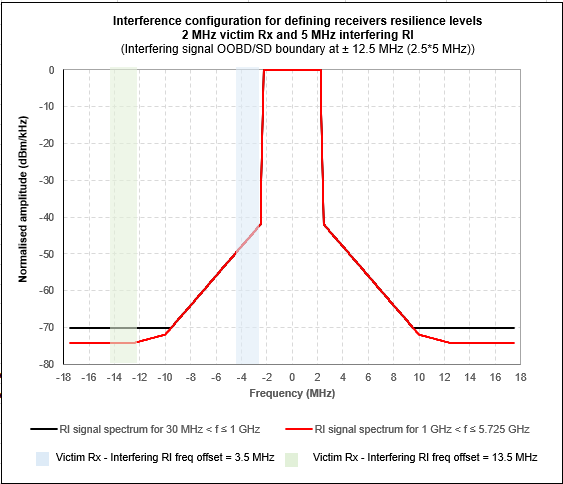 Interference configuration for defining receivers resilience levels
2 MHz victim Rx and 5 MHz interfering RI
(Interfering signal OOBD/SD boundary at ± 12.5 MHz (2.5*5 MHz))
Normalised amplitude (dBm/kHz)
0
-10
-20
-30
-40
-50
-60
-70
-80
-18 -16 -14 -12 -10 -8 -6 -4 -2 0 2 4 6 8 10 12 14 16 18
Frequency (MHz)
RI signal spectrum for 30 MHz < f ≤ 1 GHz
RI signal spectrum for 1 GHz < f ≤ 5.725 GHz
Victim Rx - Interfering RI freq offset = 3.5 MHz
Victim Rx - Interfering RI freq offset = 13.5 MHz